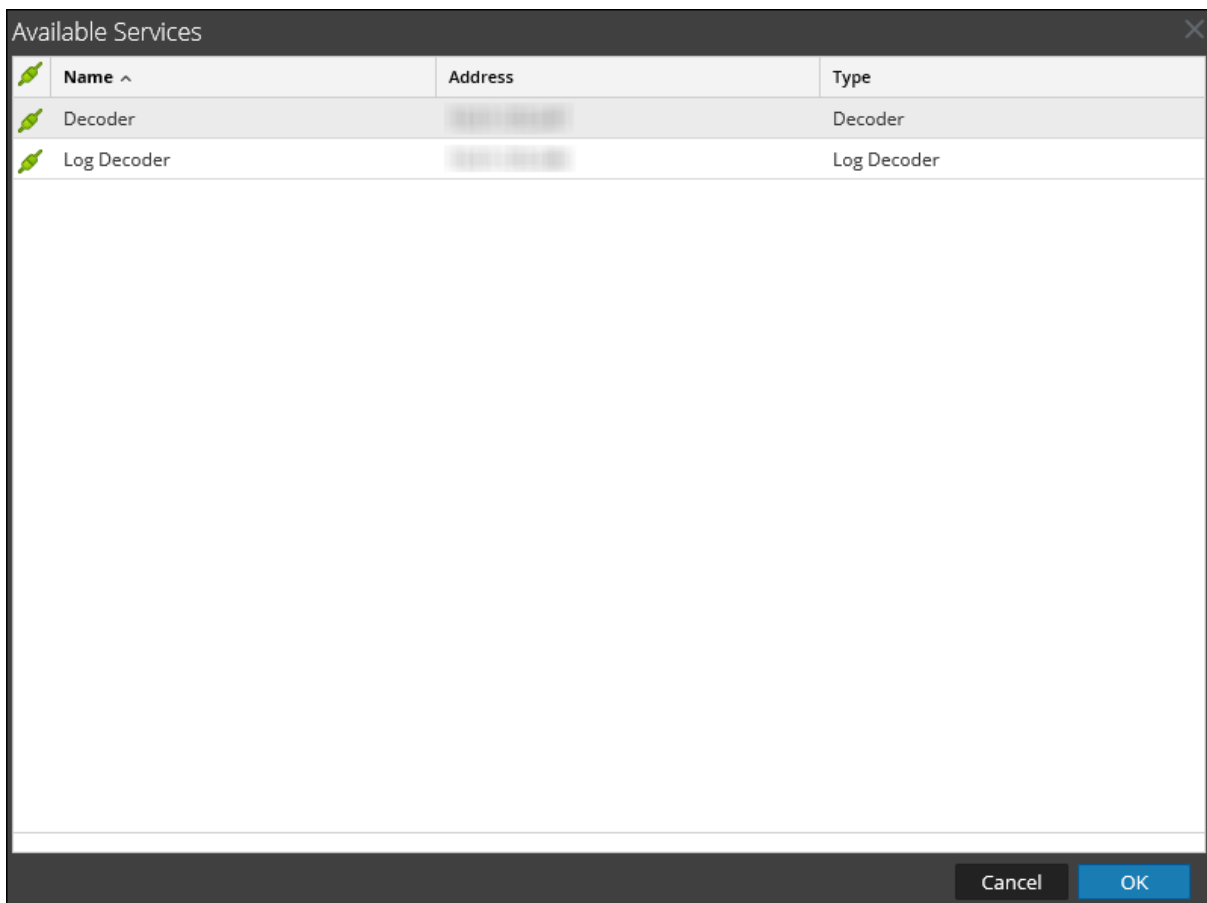 Available Services
Name Address Type
Decoder Decoder
Log Decoder Log Decoder
Cancel OK